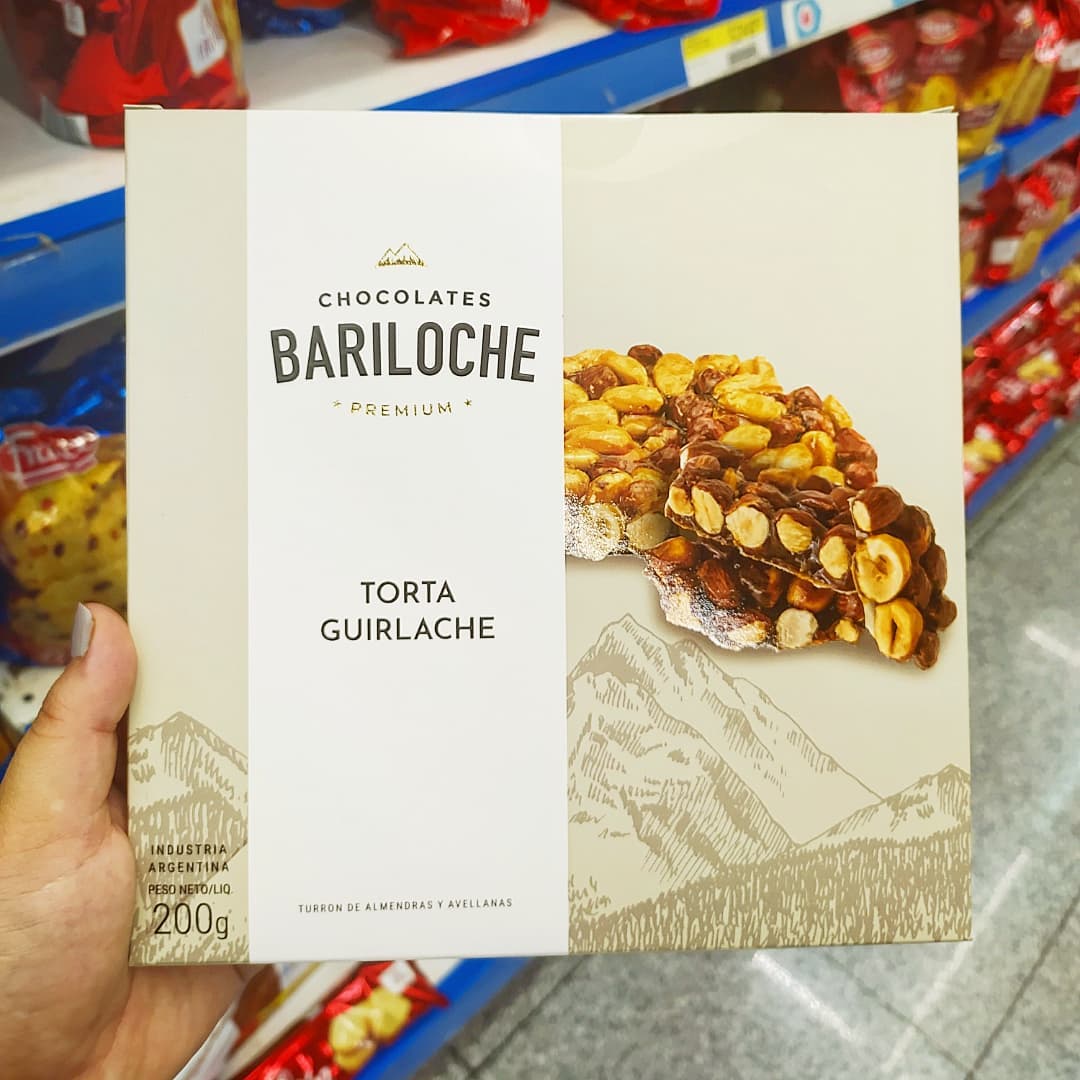 CHOCOLATES
BARILOCHE
* PREMIUM *
TORTA
GUIRLACHE
INDUSTRIA
ARGENTINA
PESO NETO/LIQ.
200g
TURRON DE ALMENDRAS Y AVELLANAS